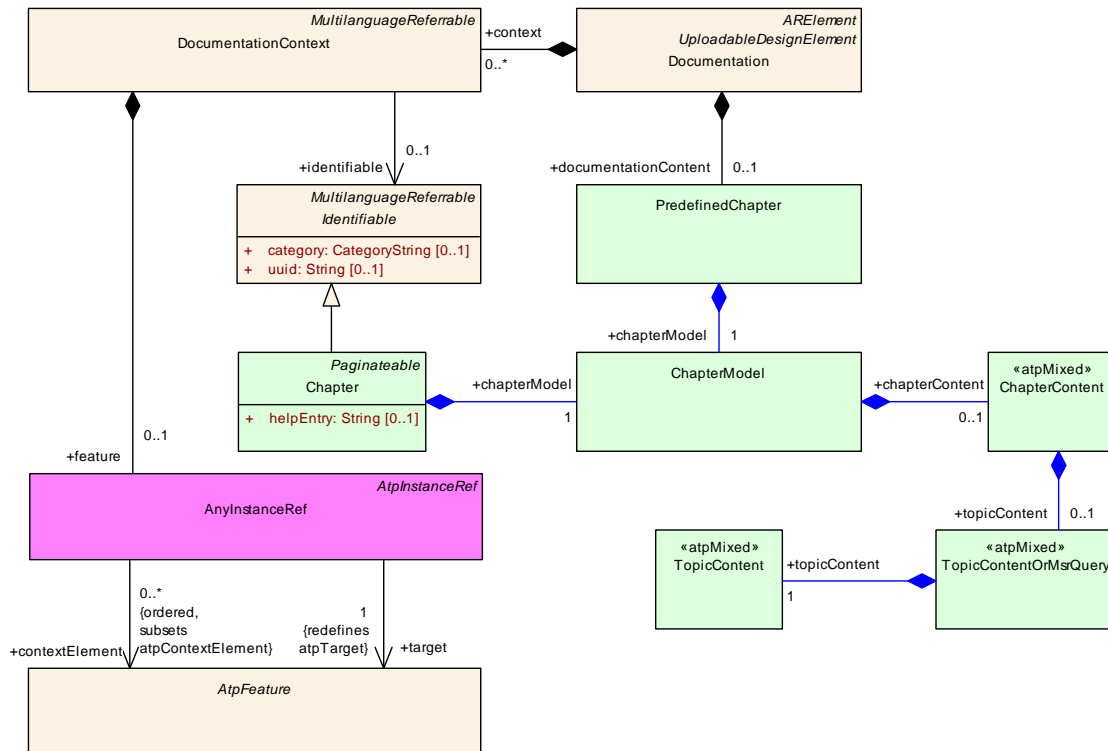 MultilanguageReferrable
DocumentationContext
+context
0..*
ARElement
UploadableDesignElement
Documentation
+identifiable
0..1
+documentationContent
0..1
MultilanguageReferrable
Identifiable
+ category: CategoryString [0..1]
+ uuid: String [0..1]
PredefinedChapter
+chapterModel
1
Paginateable
Chapter
+ helpEntry: String [0..1]
+chapterModel
1
ChapterModel
+chapterContent
0..1
«atpMixed»
ChapterContent
0..1
+feature
+topicContent
0..1
AtpInstanceRef
AnyInstanceRef
«atpMixed»
TopicContent
+topicContent
1
«atpMixed»
TopicContentOrMsrQuery
0..*
{ordered,
subsets
atpContextElement}
+contextElement
1
{redefines
atpTarget}
+target
AtpFeature